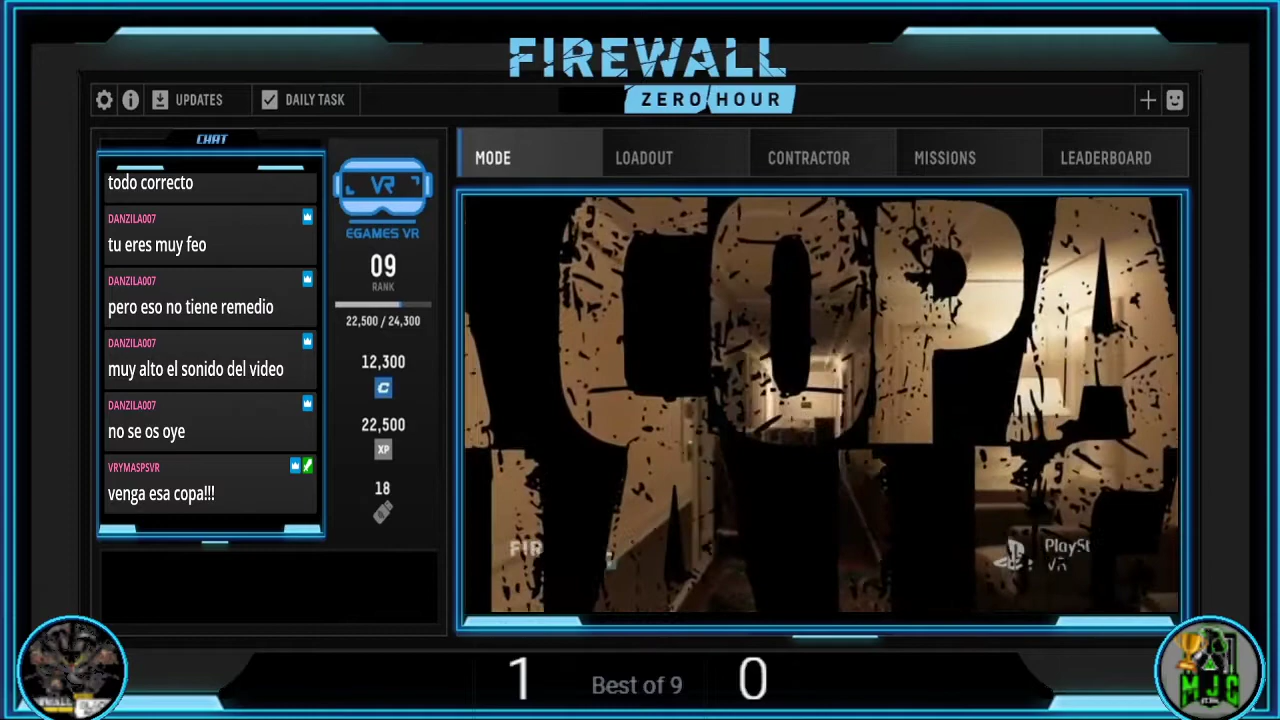 FIREWALL
ZERO HOUR
UPDATES
DAILY TASK
CHAT
todo correcto
DANZILA007
tu eres muy feo
DANZILA007
pero eso no tiene remedio
DANZILA007
muy alto el sonido del video
DANZILA007
no se os oye
VRYMASPSVR
venga esa copa!!!
VR
EGAMES VR
09
RANK
22,500 / 24,300
12,300
C
22,500
XP
18
MODE
LOADOUT
CONTRACTOR
MISSIONS
LEADERBOARD
COPA
FIR
PlaySt
VR
1
Best of 9
0
MJC